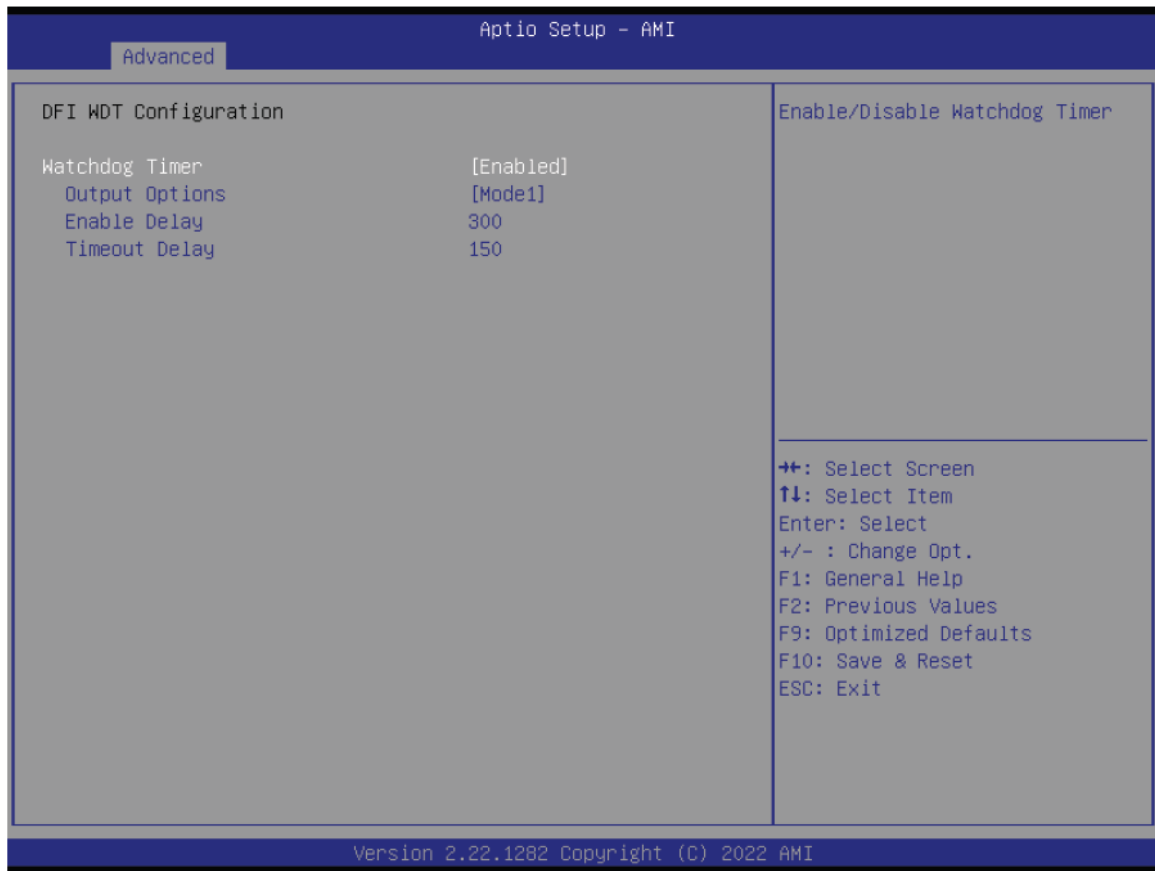 Aptio Setup - AMI
Advanced
DFI WDT Configuration
Watchdog Timer [Enabled]
Output Options [Mode1]
Enable Delay 300
Timeout Delay 150
Enable/Disable Watchdog Timer
→←: Select Screen
↑↓: Select Item
Enter: Select
+/- : Change Opt.
F1: General Help
F2: Previous Values
F9: Optimized Defaults
F10: Save & Reset
ESC: Exit
Version 2.22.1282 Copyright (C) 2022 AMI